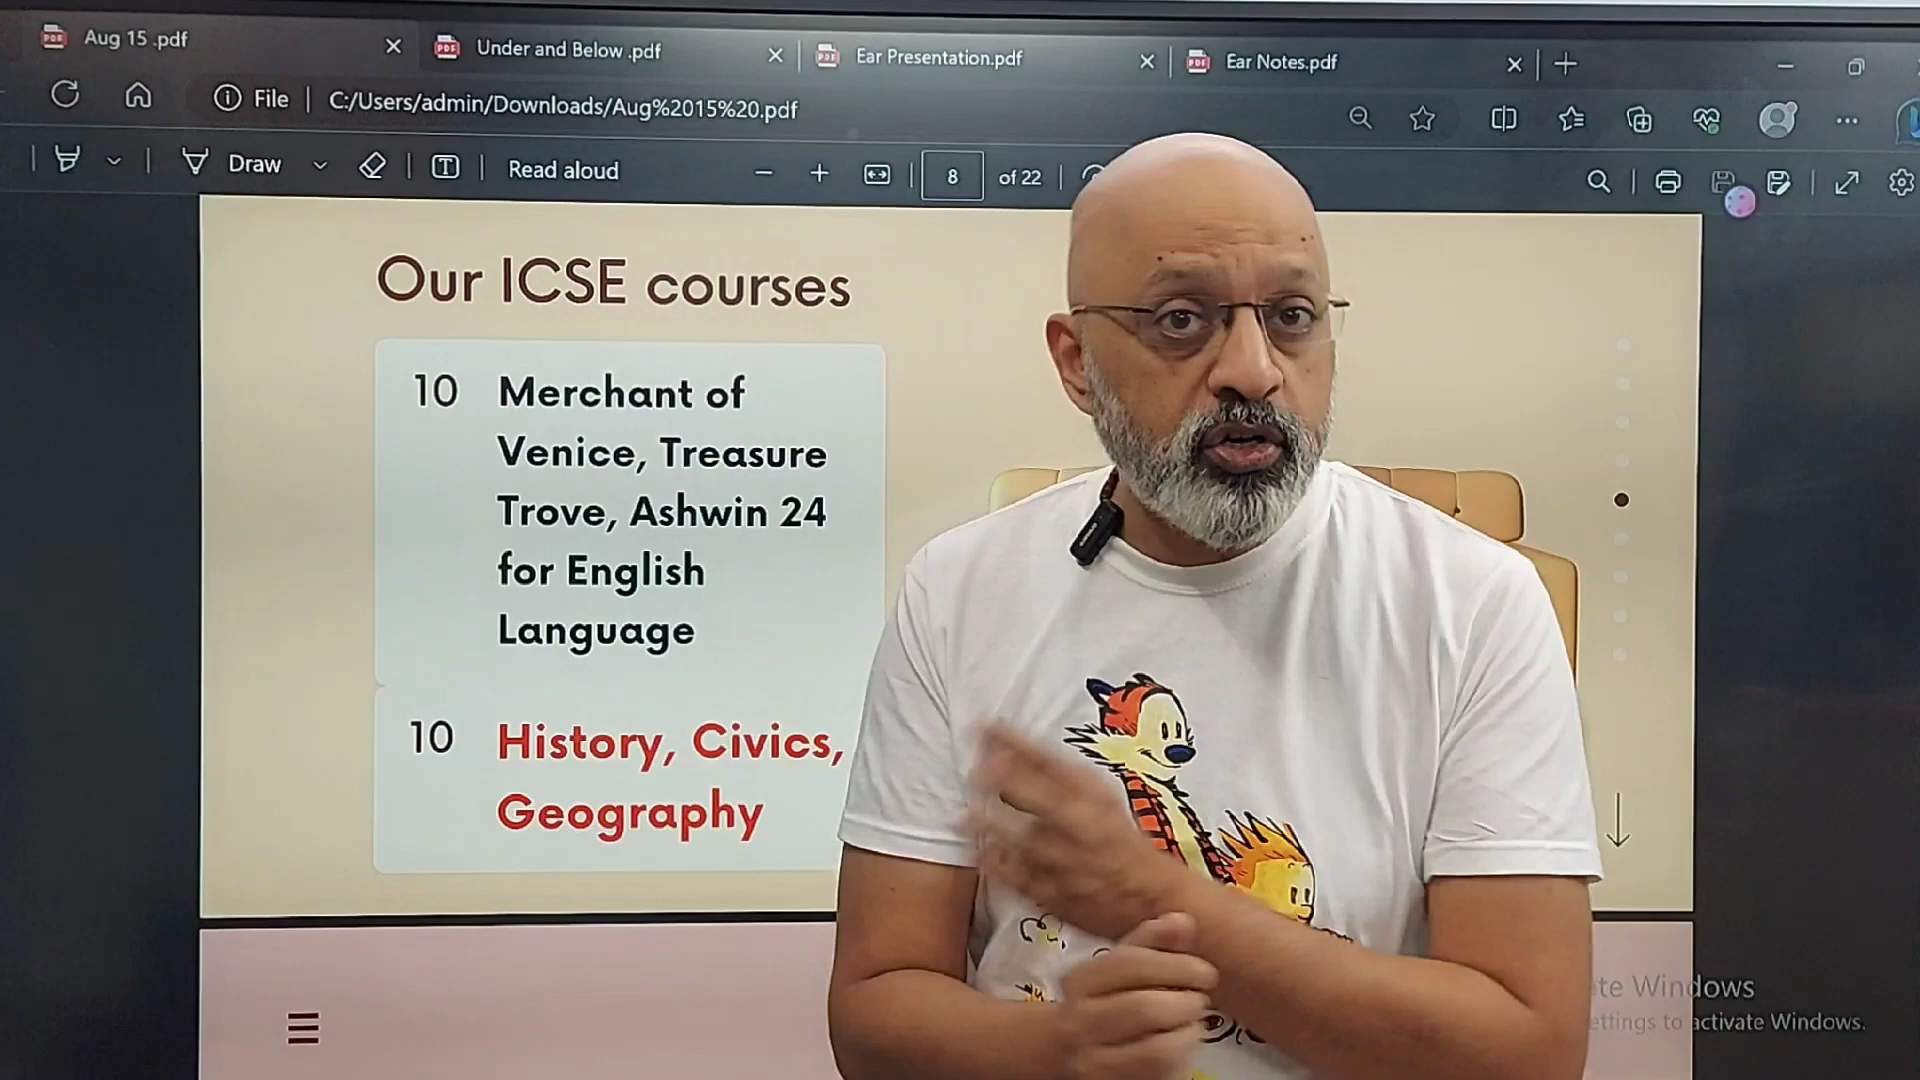 Aug 15 .pdf
Under and Below .pdf
Ear Presentation.pdf
Ear Notes.pdf
File
C:/Users/admin/Downloads/Aug%2015%20.pdf
Draw
Read aloud
8 of 22
Our ICSE courses
10 Merchant of
Venice, Treasure
Trove, Ashwin 24
for English
Language
10 History, Civics,
Geography
Windows
to activate Windows.